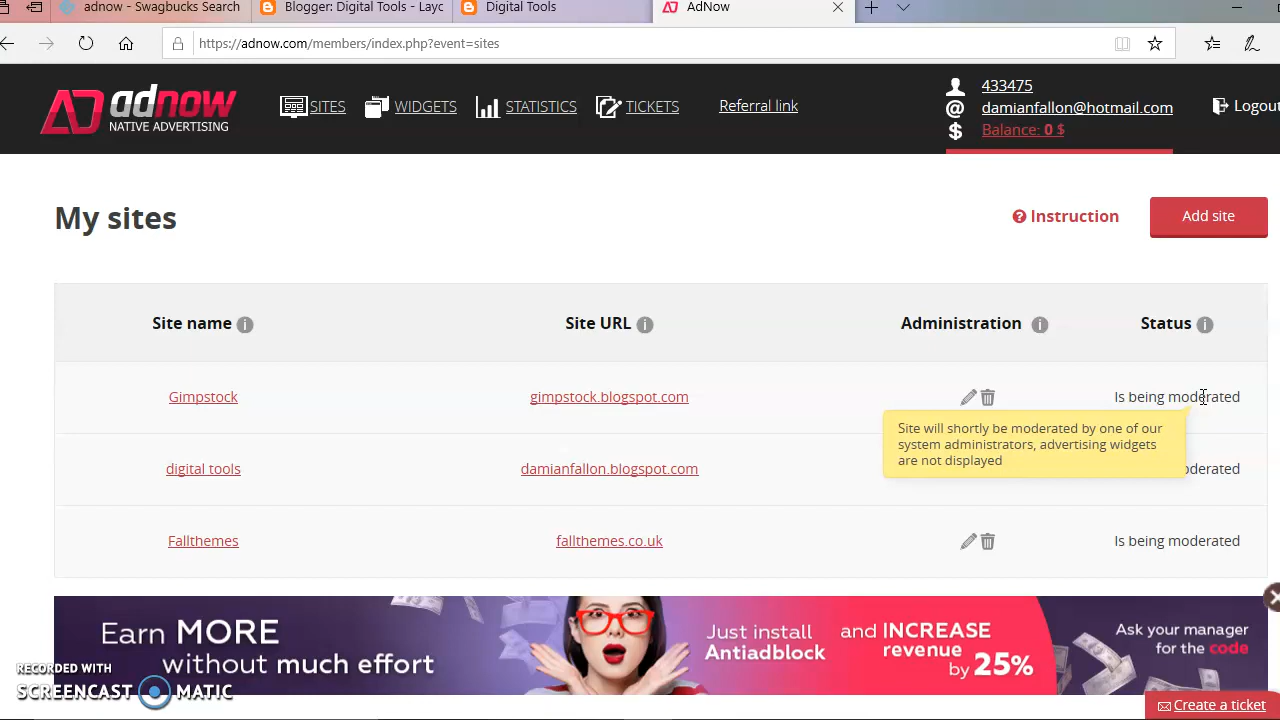 adnow - Swagbucks Search
Blogger: Digital Tools - Layc
Digital Tools
AdNow
https://adnow.com/members/index.php?event=sites
adnow
NATIVE ADVERTISING
SITES
WIDGETS
STATISTICS
TICKETS
Referral link
433475
damianfallon@hotmail.com
Balance: 0 $
Logou
My sites
Instruction
Add site
Site name
Site URL
Administration
Status
Gimpstock
gimpstock.blogspot.com
Is being moderated
Site will shortly be moderated by one of our
system administrators, advertising widgets
are not displayed
digital tools
damianfallon.blogspot.com
oderated
Fallthemes
fallthemes.co.uk
Is being moderated
Earn MORE
without much effort
Just install
Antiadblock
and INCREASE
revenue
by 25%
Ask your manager
for the code
RECORDED WITH
SCREENCAST MATIC
Create a ticket